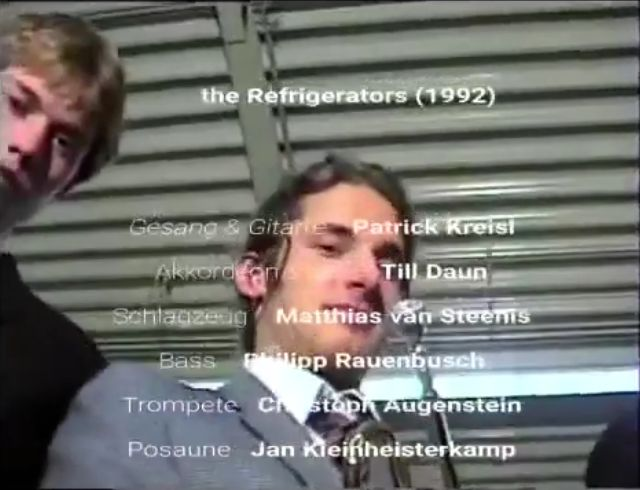 the Refrigerators (1992)
Gesang & Gitarre Patrick Kreisl
Akkordeon Till Daun
Schlagzeug Matthias van Steenis
Bass Philipp Rauenbusch
Trompete Christoph Augenstein
Posaune Jan Kleinheisterkamp